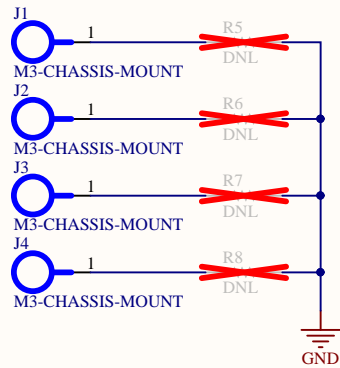 J1
1
R5
DNL
M3-CHASSIS-MOUNT
J2
1
R6
DNL
M3-CHASSIS-MOUNT
J3
1
R7
DNL
M3-CHASSIS-MOUNT
J4
1
R8
DNL
M3-CHASSIS-MOUNT
GND